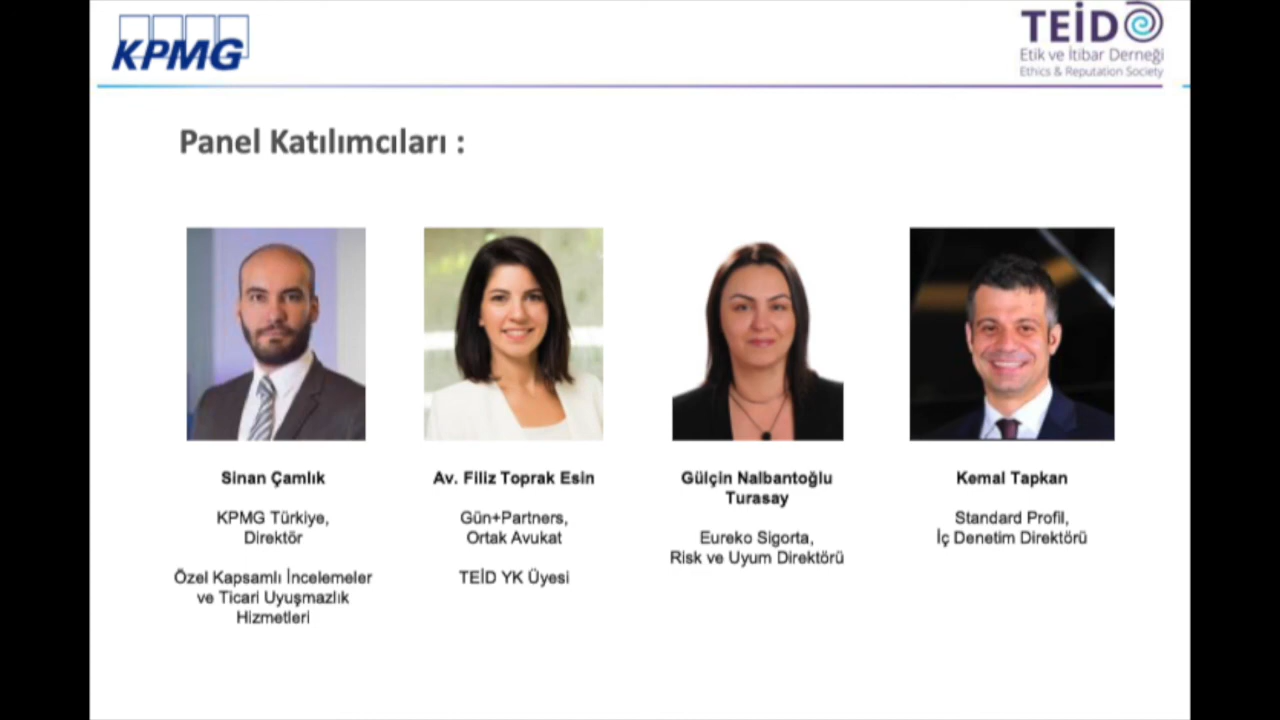 KPMG
TEİD
Etik ve İtibar Derneği
Ethics & Reputation Society
Panel Katılımcıları :
Sinan Çamlık
KPMG Türkiye,
Direktör
Özel Kapsamlı İncelemeler
ve Ticari Uyuşmazlık
Hizmetleri
Av. Filiz Toprak Esin
Gün+Partners,
Ortak Avukat
TEİD YK Üyesi
Gülçin Nalbantoğlu
Turasay
Eureko Sigorta,
Risk ve Uyum Direktörü
Kemal Tapkan
Standard Profil,
İç Denetim Direktörü